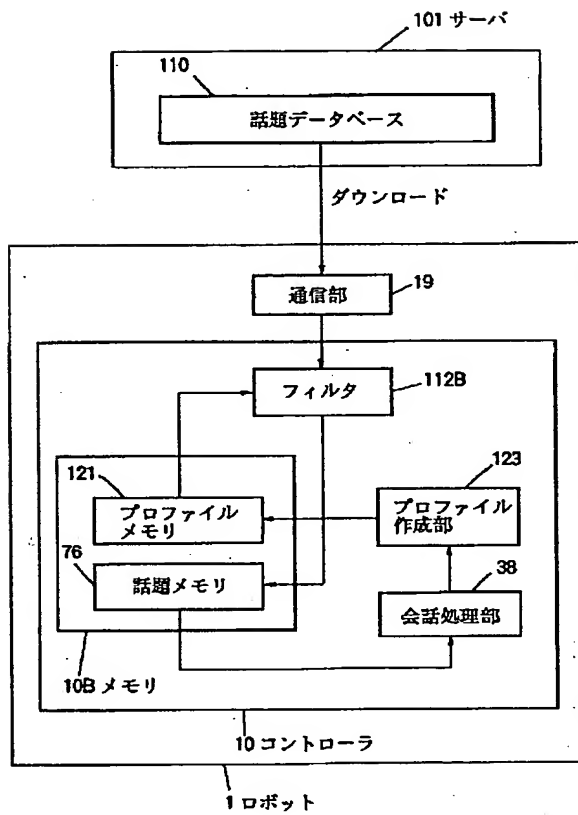 101 サーバ
110
話題データベース
ダウンロード
通信部
19
フィルタ
112B
121
プロファイル
メモリ
123
プロファイル
作成部
76
話題メモリ
38
会話処理部
10B メモリ
10 コントローラ
1 ロボット